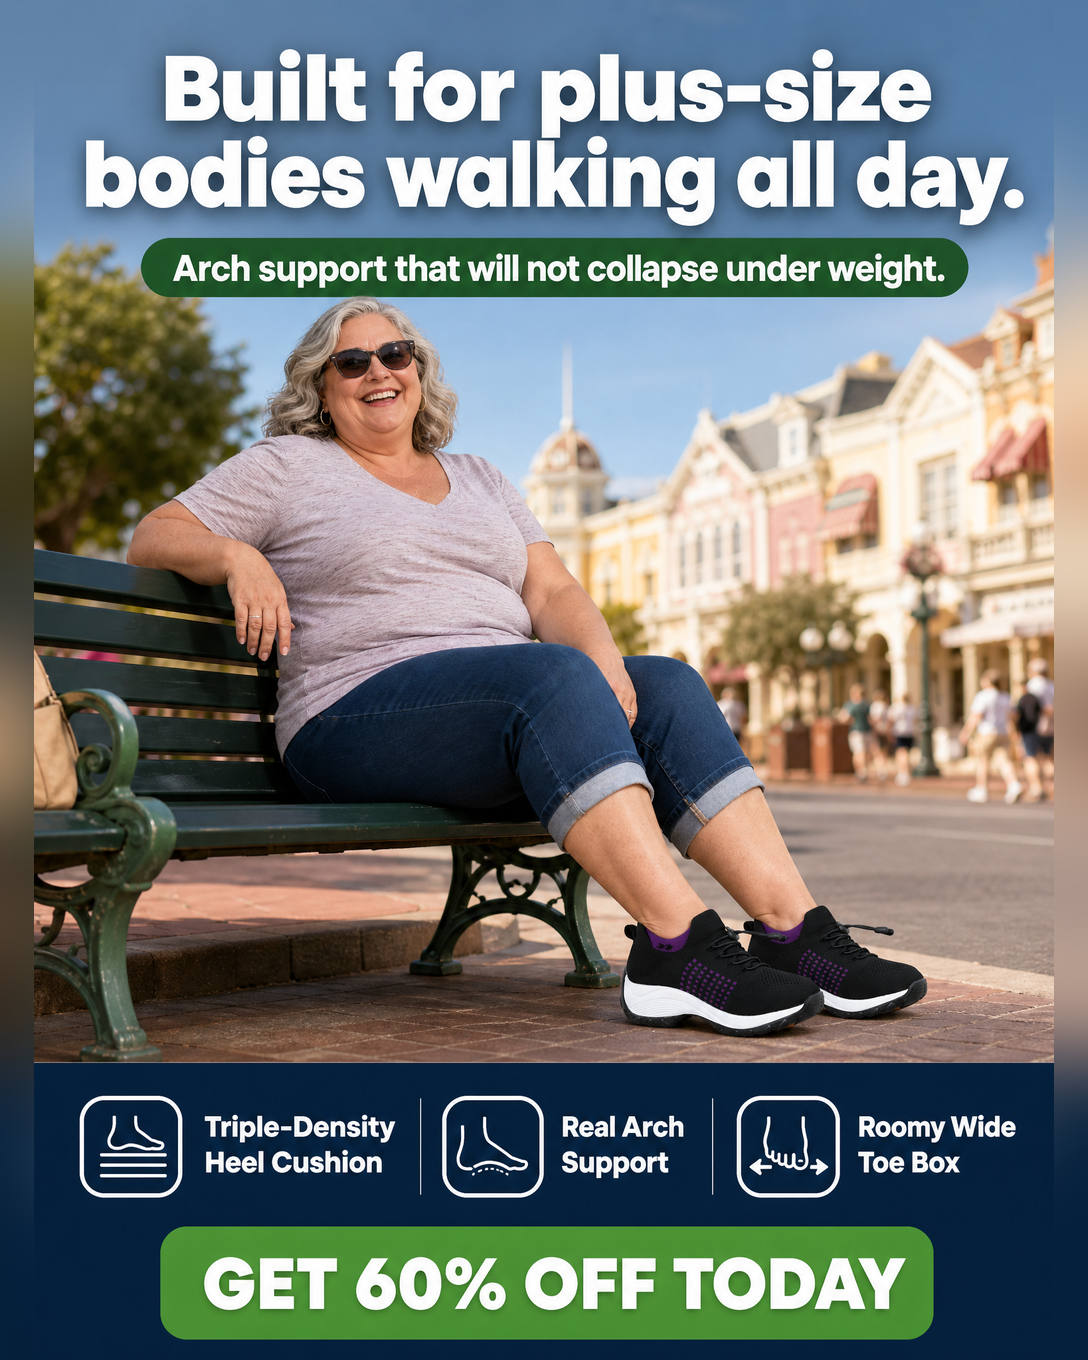 Built for plus-size
bodies walking all day.
Arch support that will not collapse under weight.
Triple-Density
Heel Cushion
Real Arch
Support
Roomy Wide
Toe Box
GET 60% OFF TODAY